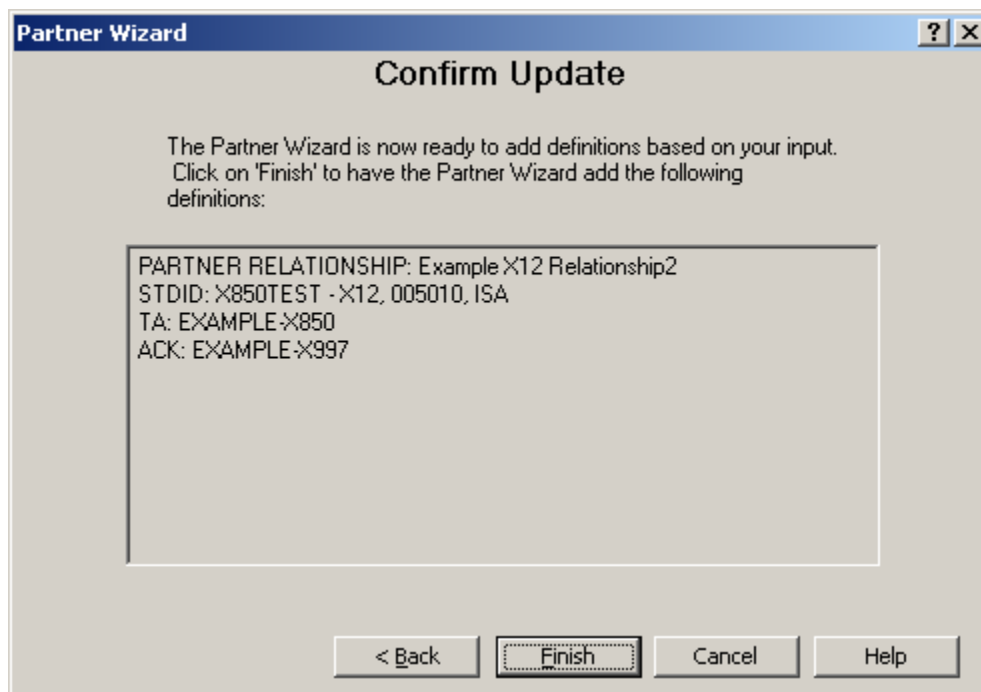 Partner Wizard
Confirm Update
The Partner Wizard is now ready to add definitions based on your input.
Click on 'Finish' to have the Partner Wizard add the following
definitions:
PARTNER RELATIONSHIP: Example X12 Relationship2
STDID: X850TEST - X12, 005010, ISA
TA: EXAMPLE-X850
ACK: EXAMPLE-X997
< Back Finish Cancel Help